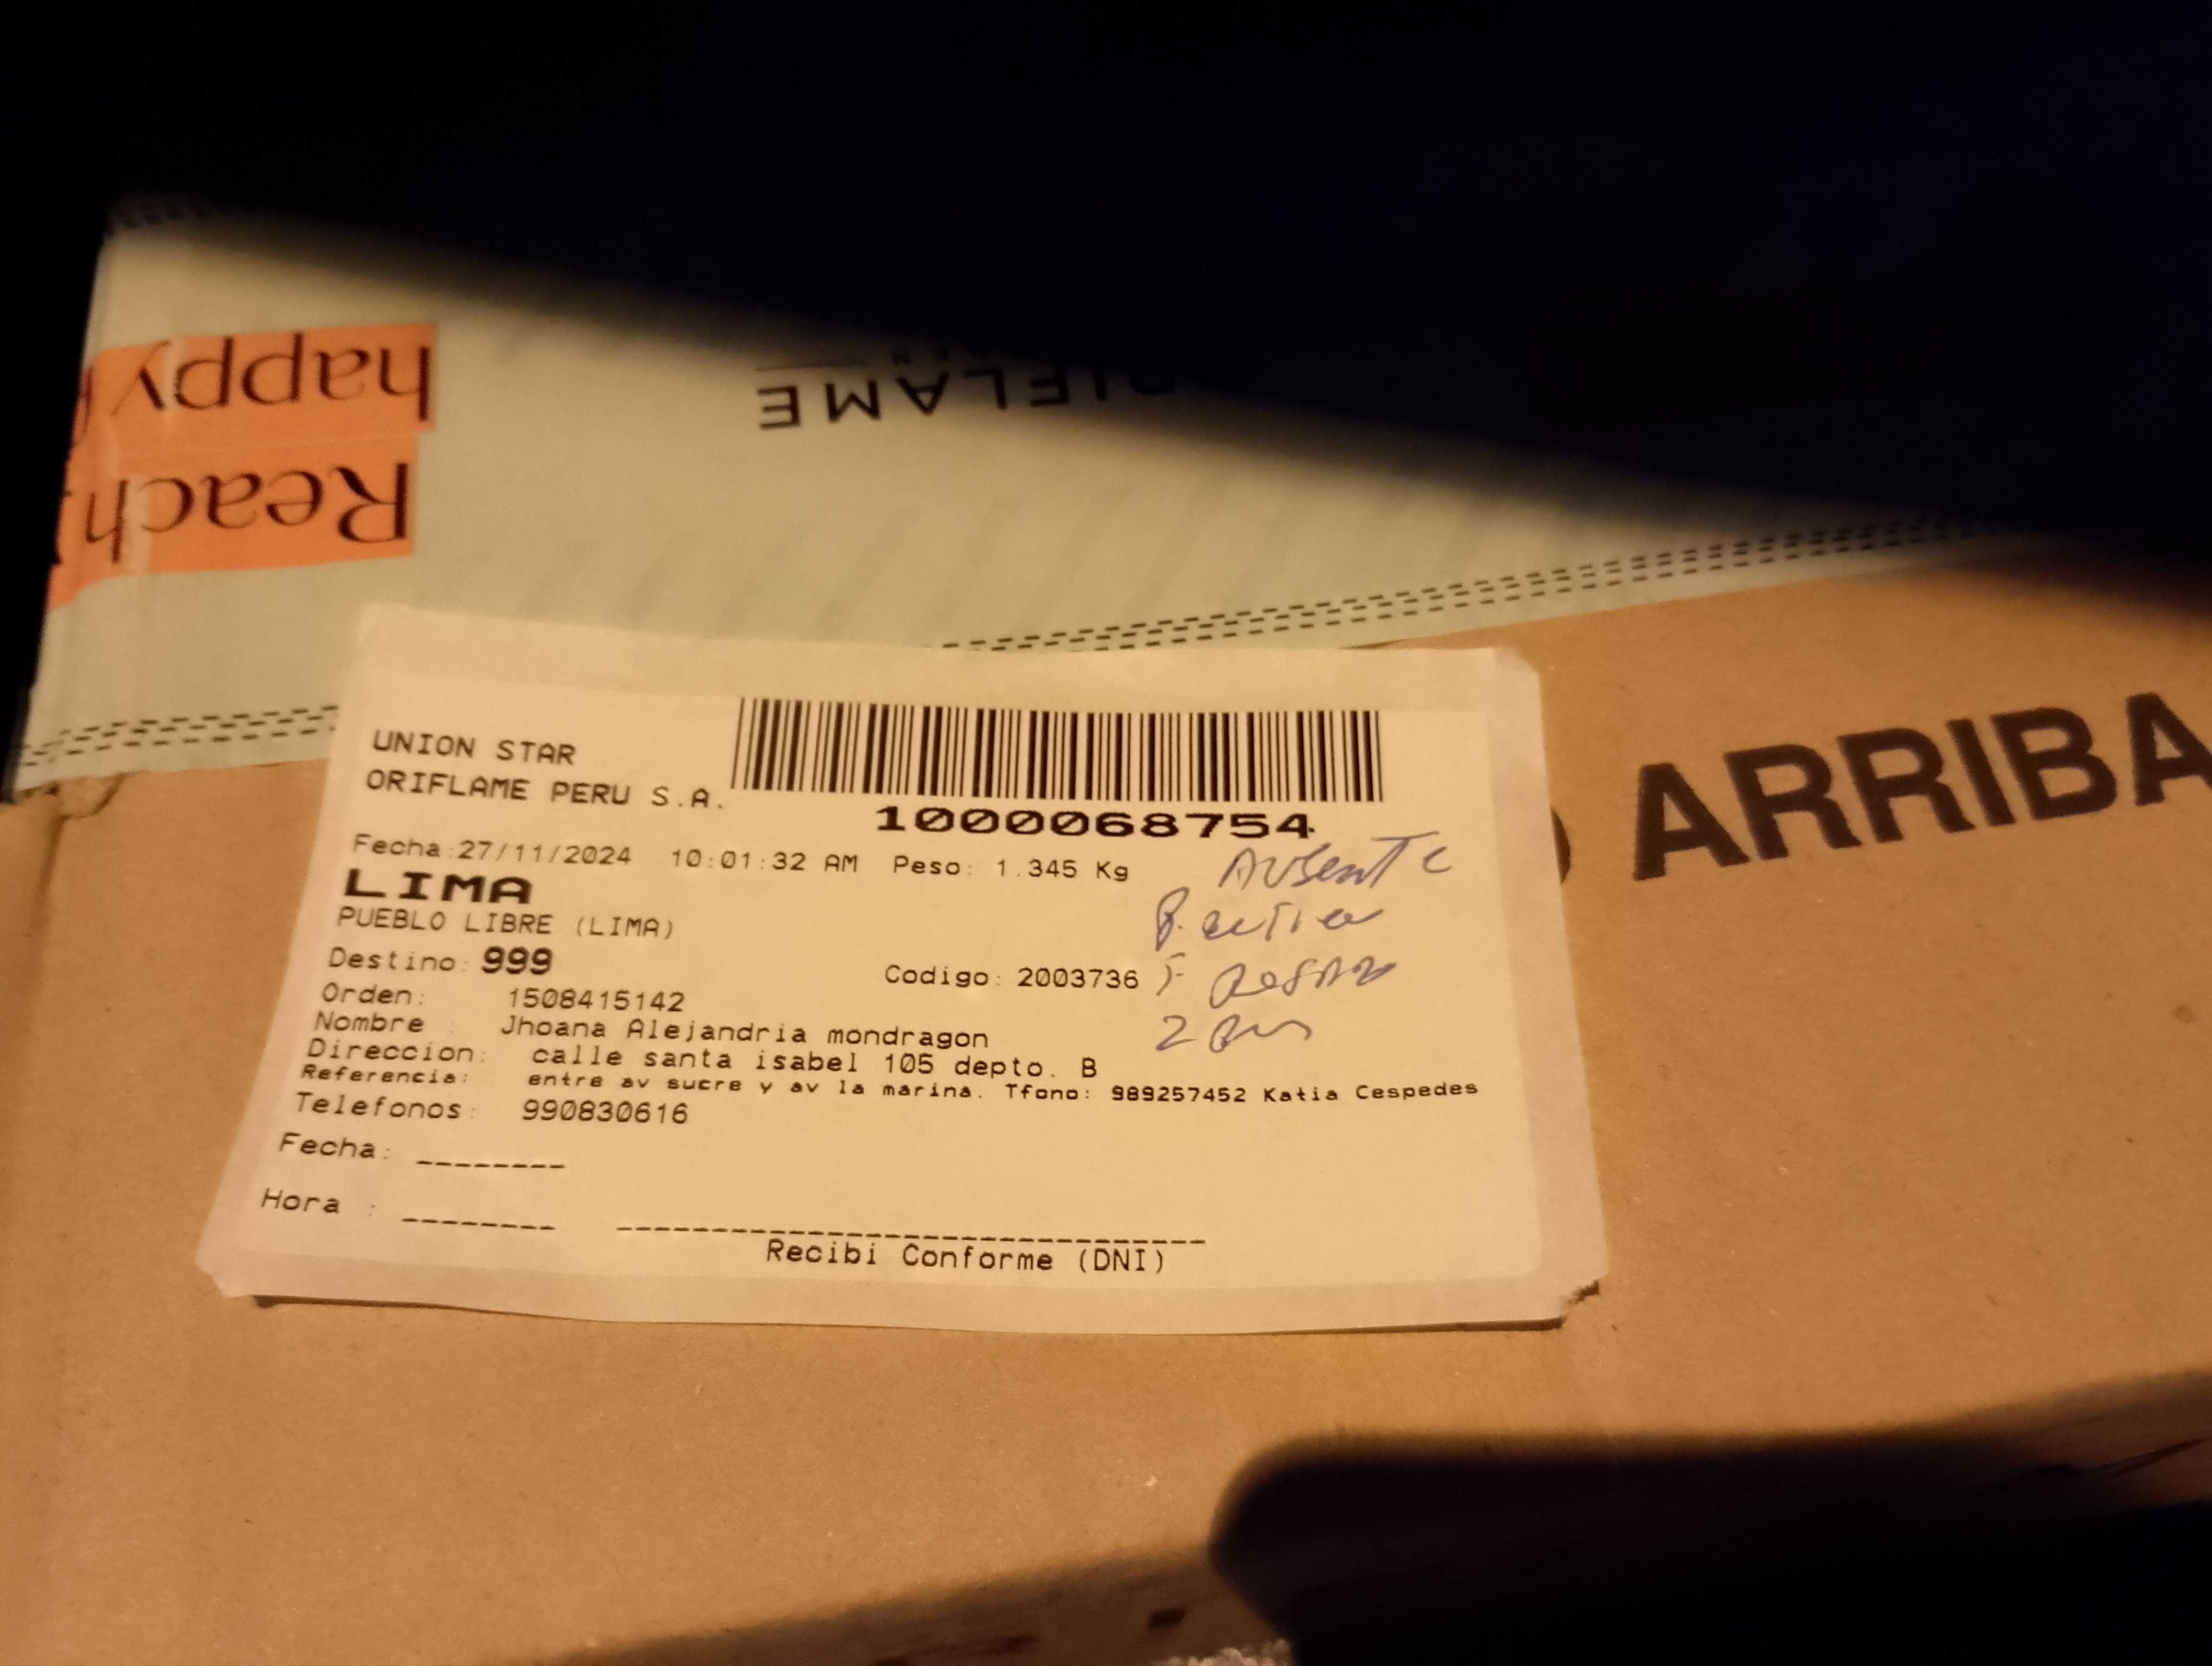 happy
Reach
RIFLAME
ARRIBA
UNION STAR
ORIFLAME PERU S.A.
1000068754
Fecha:27/11/2024 10:01:32 AM Peso: 1.345 Kg
Ausente
LIMA
PUEBLO LIBRE (LIMA)
Destino: 999
Codigo: 2003736
Orden: 1508415142
Nombre : Jhoana Alejandria mondragon
Direccion: calle santa isabel 105 depto. B
Referencia: entre av sucre y av la marina. Tfono: 989257452 Katia Cespedes
Telefonos: 990830616
Fecha: --------
Hora : --------
Recibi Conforme (DNI)